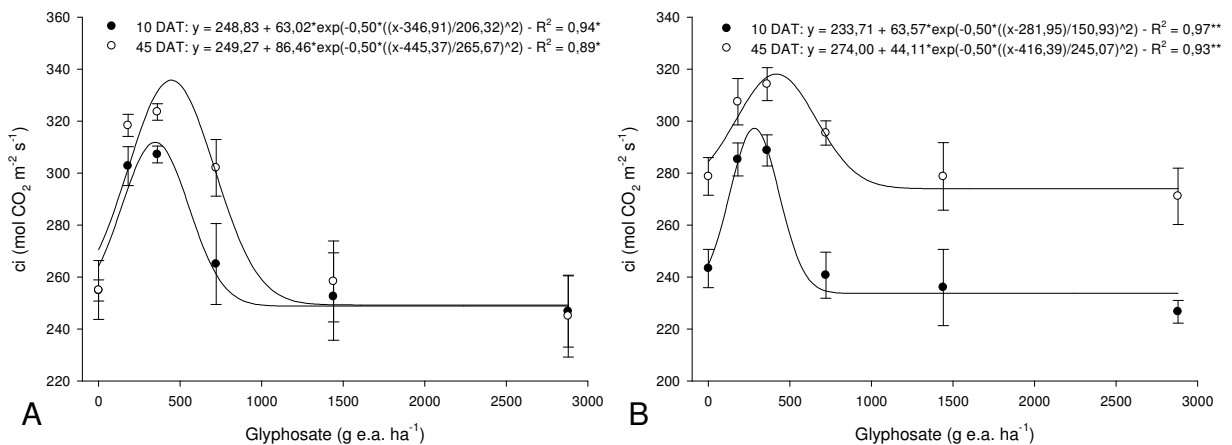 10 DAT: y = 248,83 + 63,02*exp(-0,50*((x-346,91)/206,32)^2) - R² = 0,94*
45 DAT: y = 249,27 + 86,46*exp(-0,50*((x-445,37)/265,67)^2) - R² = 0,89*
360
340
320
300
280
260
240
220
ci (mol CO₂ m⁻² s⁻¹)
0 500 1000 1500 2000 2500 3000
Glyphosate (g e.a. ha⁻¹)
A
10 DAT: y = 233,71 + 63,57*exp(-0,50*((x-281,95)/150,93)^2) - R² = 0,97**
45 DAT: y = 274,00 + 44,11*exp(-0,50*((x-416,39)/245,07)^2) - R² = 0,93**
360
340
320
300
280
260
240
220
200
ci (mol CO₂ m⁻² s⁻¹)
0 500 1000 1500 2000 2500 3000
Glyphosate (g e.a. ha⁻¹)
B